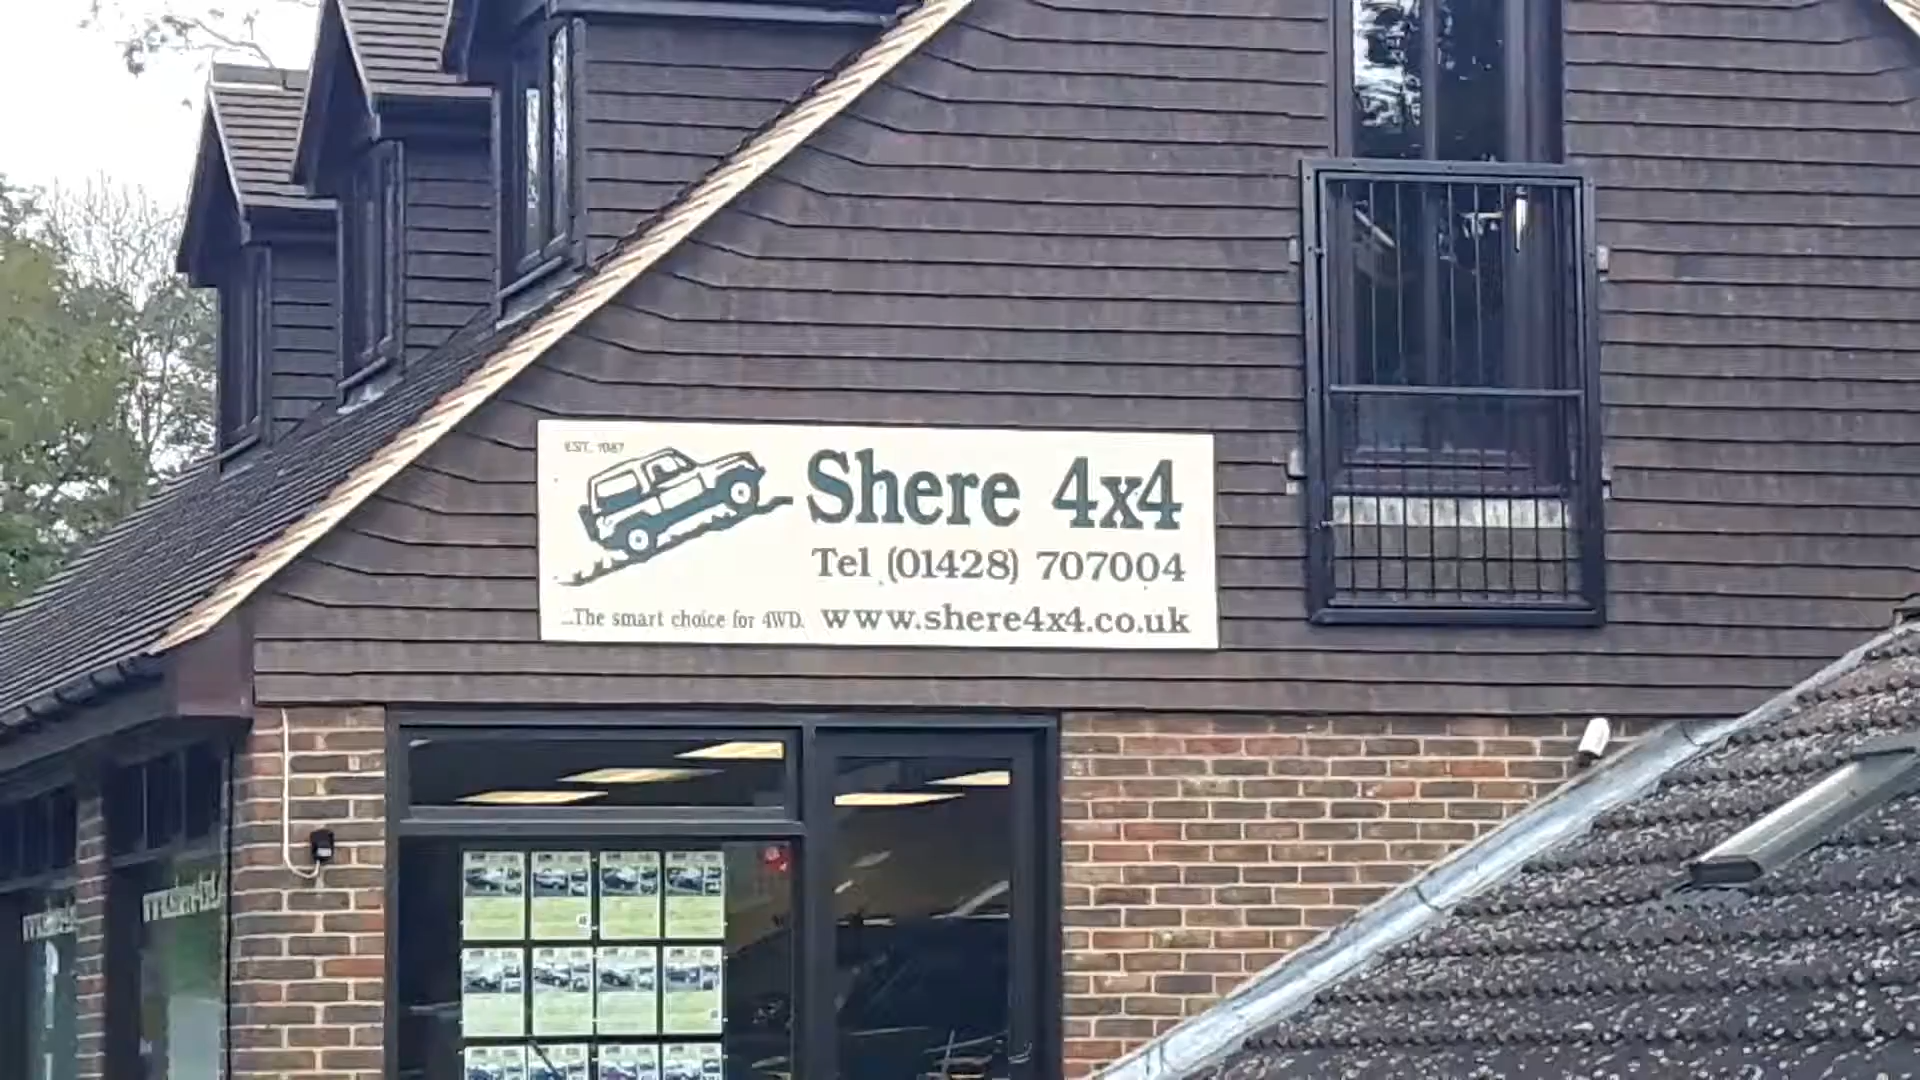 EST. 1987
Shere 4x4
Tel (01428) 707004
...The smart choice for 4WD. www.shere4x4.co.uk